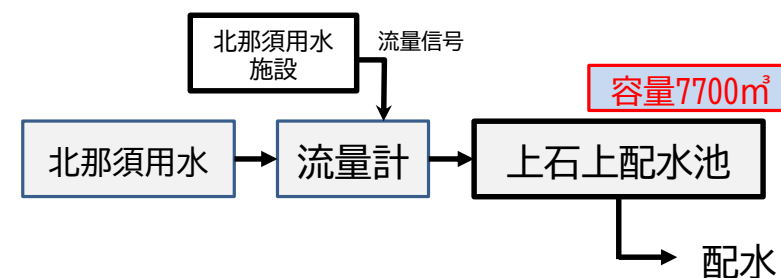 北那須用水
施設
流量信号
容量7700㎥
北那須用水
流量計
上石上配水池
配水